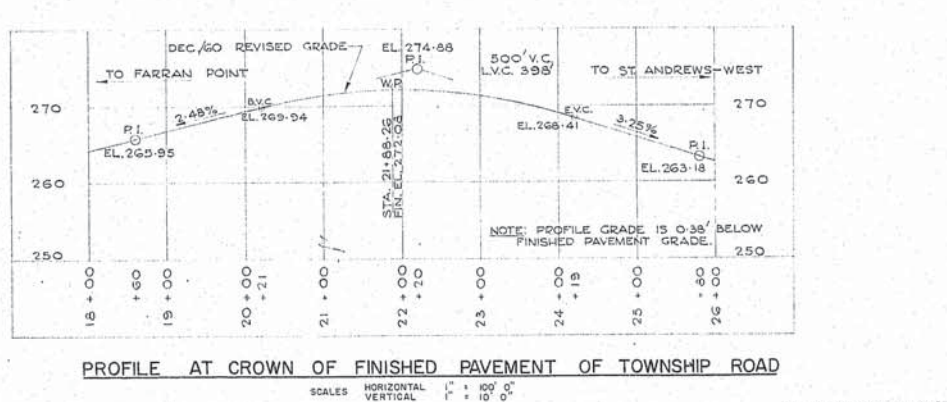 DEC./60 REVISED GRADE
EL. 274.88
P.I.
500' V.C.
L.V.C. 398'
TO FARRAN POINT
TO ST. ANDREWS-WEST
W.P.
270
2.48%
B.V.C.
EL. 269.94
E.V.C.
EL. 268.41
3.25%
270
P.I.
EL. 265.95
P.I.
EL. 263.18
260
STA. 21+88.26
FIN. EL. 272.08
260
NOTE: PROFILE GRADE IS 0.38' BELOW
FINISHED PAVEMENT GRADE.
250
250
18+00
+60
19+00
20+00
+21
21+00
22+00
+20
23+00
24+00
+19
25+00
+80
26+00
PROFILE AT CROWN OF FINISHED PAVEMENT OF TOWNSHIP ROAD
SCALES HORIZONTAL 1" = 100' 0"
VERTICAL 1" = 10' 0"